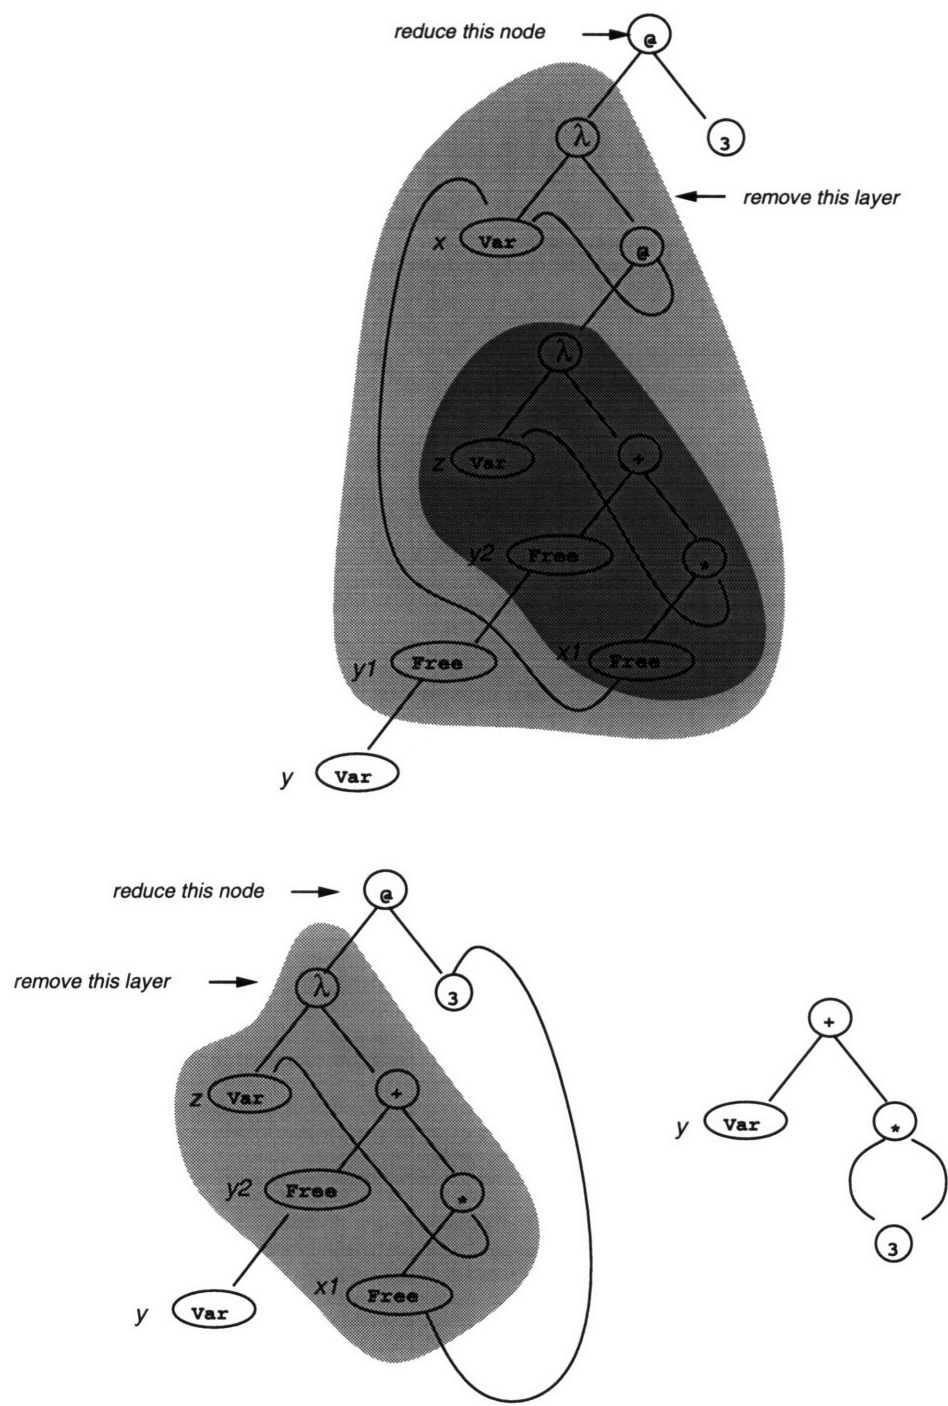 reduce this node
@
λ
3
remove this layer
x Var
@
λ
z Var
+
y2 Free
*
y1 Free
x1 Free
y Var
reduce this node
@
remove this layer
λ
3
+
z Var
+
y Var
*
y2 Free
*
3
x1 Free
y Var